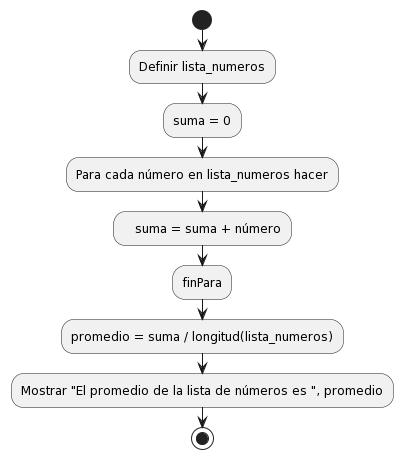 Definir lista_numeros
suma = 0
Para cada número en lista_numeros hacer
suma = suma + número
finPara
promedio = suma / longitud(lista_numeros)
Mostrar "El promedio de la lista de números es ", promedio